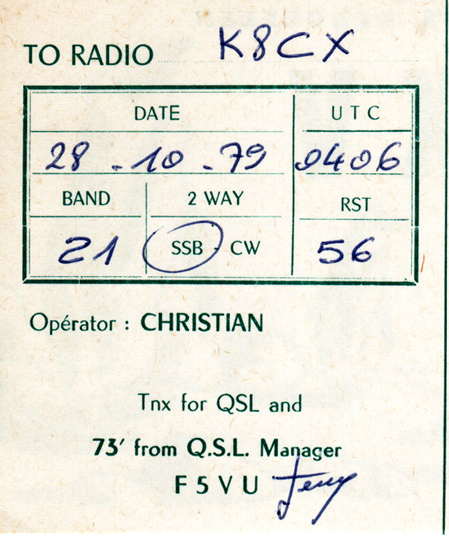 TO RADIO K8CX
DATE UTC
28-10-79 0406
BAND 2 WAY RST
21 SSB CW 56
Opérator : CHRISTIAN
Tnx for QSL and
73' from Q.S.L. Manager
F5VU